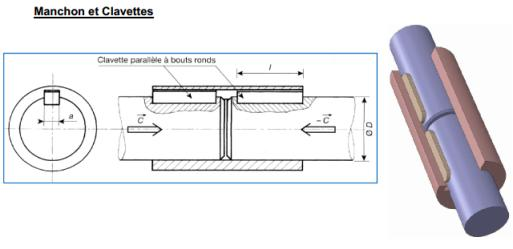 Manchon et Clavettes
Clavette parallèle à bouts ronds
l
a
C
– C
Ø D